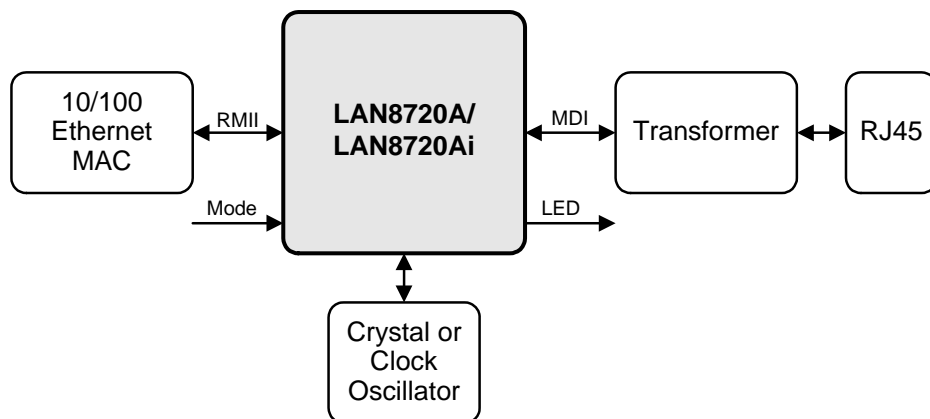 10/100
Ethernet
MAC
RMII
Mode
LAN8720A/
LAN8720Ai
MDI
LED
Transformer
RJ45
Crystal or
Clock
Oscillator